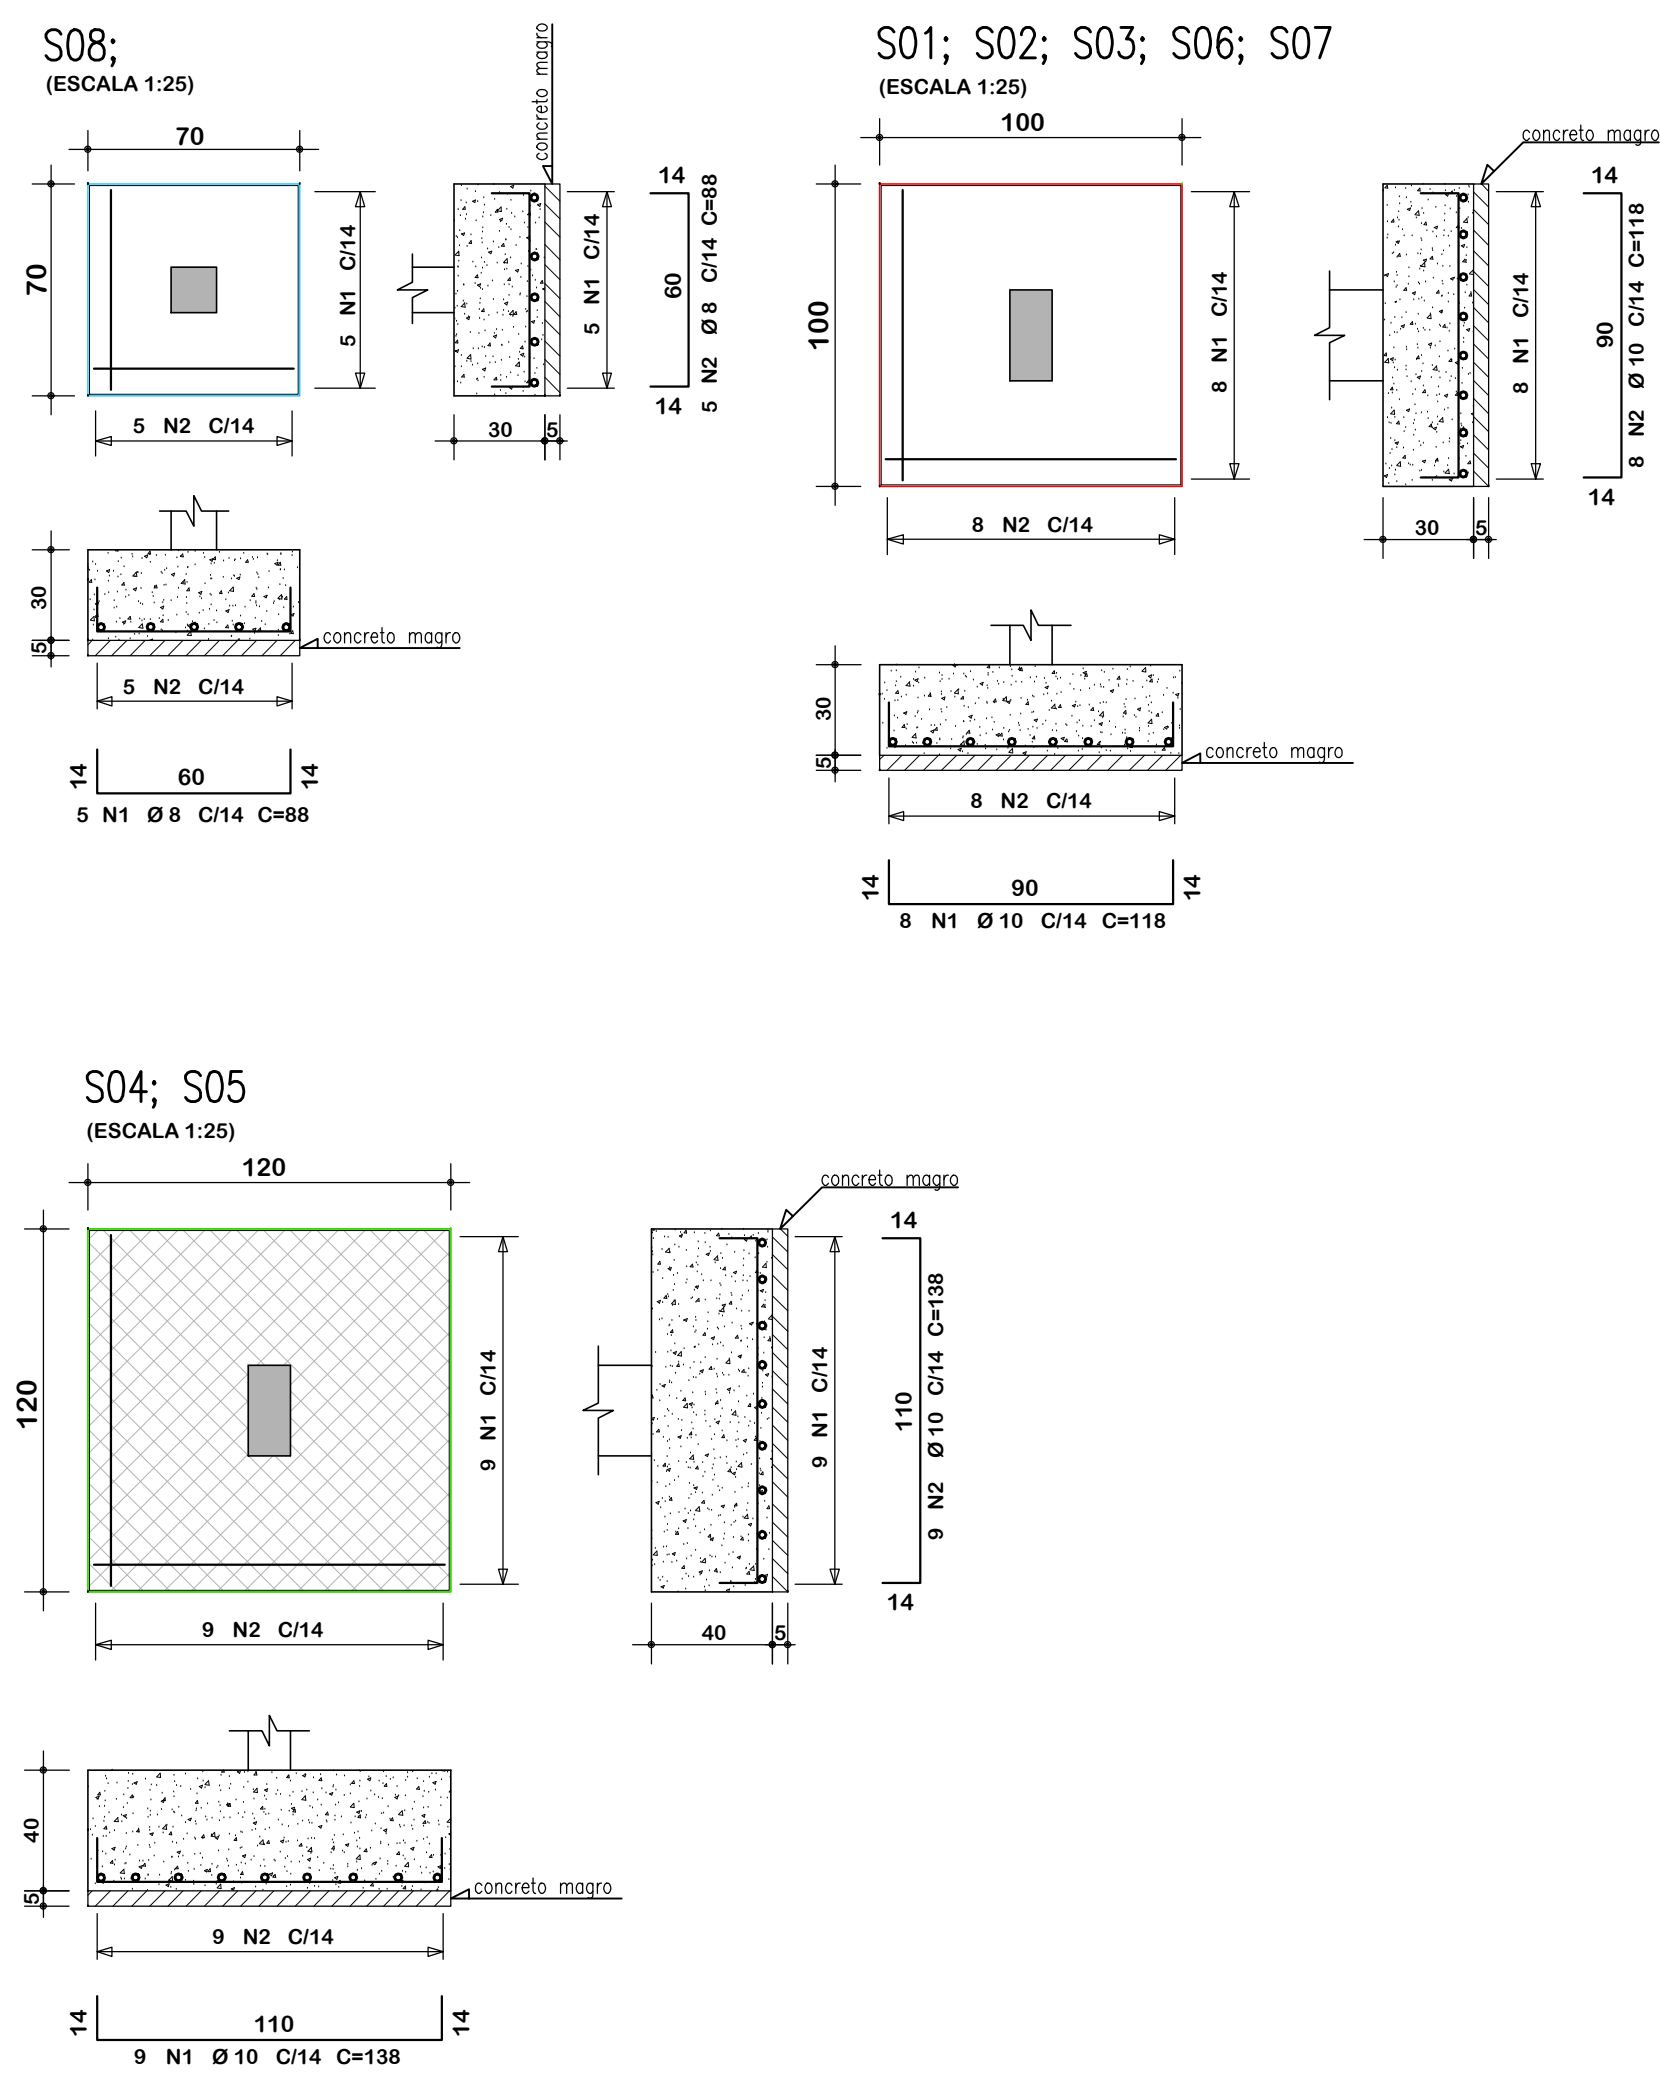 S08;
(ESCALA 1:25)
70
70
5 N1 C/14
5 N2 C/14
concreto magro
5 N1 C/14
30
5
14
60
14
5 N2 Ø 8 C/14 C=88
30
5
concreto magro
5 N2 C/14
14
60
14
5 N1 Ø 8 C/14 C=88
S01; S02; S03; S06; S07
(ESCALA 1:25)
100
100
8 N1 C/14
8 N2 C/14
concreto magro
8 N1 C/14
30
5
14
90
14
8 N2 Ø 10 C/14 C=118
30
5
concreto magro
8 N2 C/14
14
90
14
8 N1 Ø 10 C/14 C=118
S04; S05
(ESCALA 1:25)
120
120
9 N1 C/14
9 N2 C/14
concreto magro
9 N1 C/14
40
5
14
110
14
9 N2 Ø 10 C/14 C=138
40
5
concreto magro
9 N2 C/14
14
110
14
9 N1 Ø 10 C/14 C=138